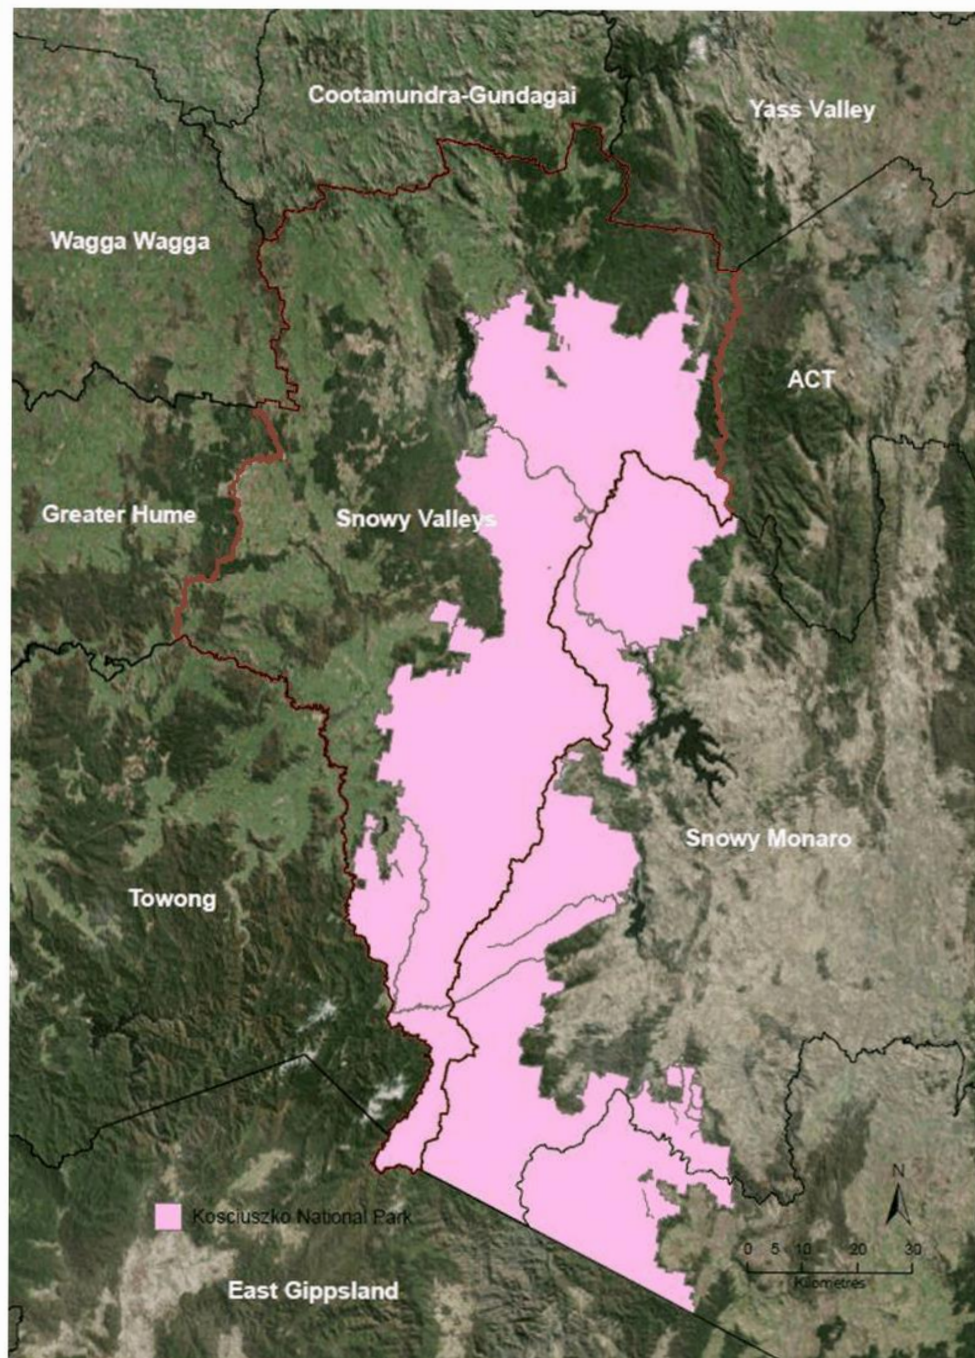 Cootamundra-Gundagai
Yass Valley
Wagga Wagga
ACT
Greater Hume
Snowy Valleys
Snowy Monaro
Towong
N
Kosciuszko National Park
0 5 10 20 30
Kilometres
East Gippsland